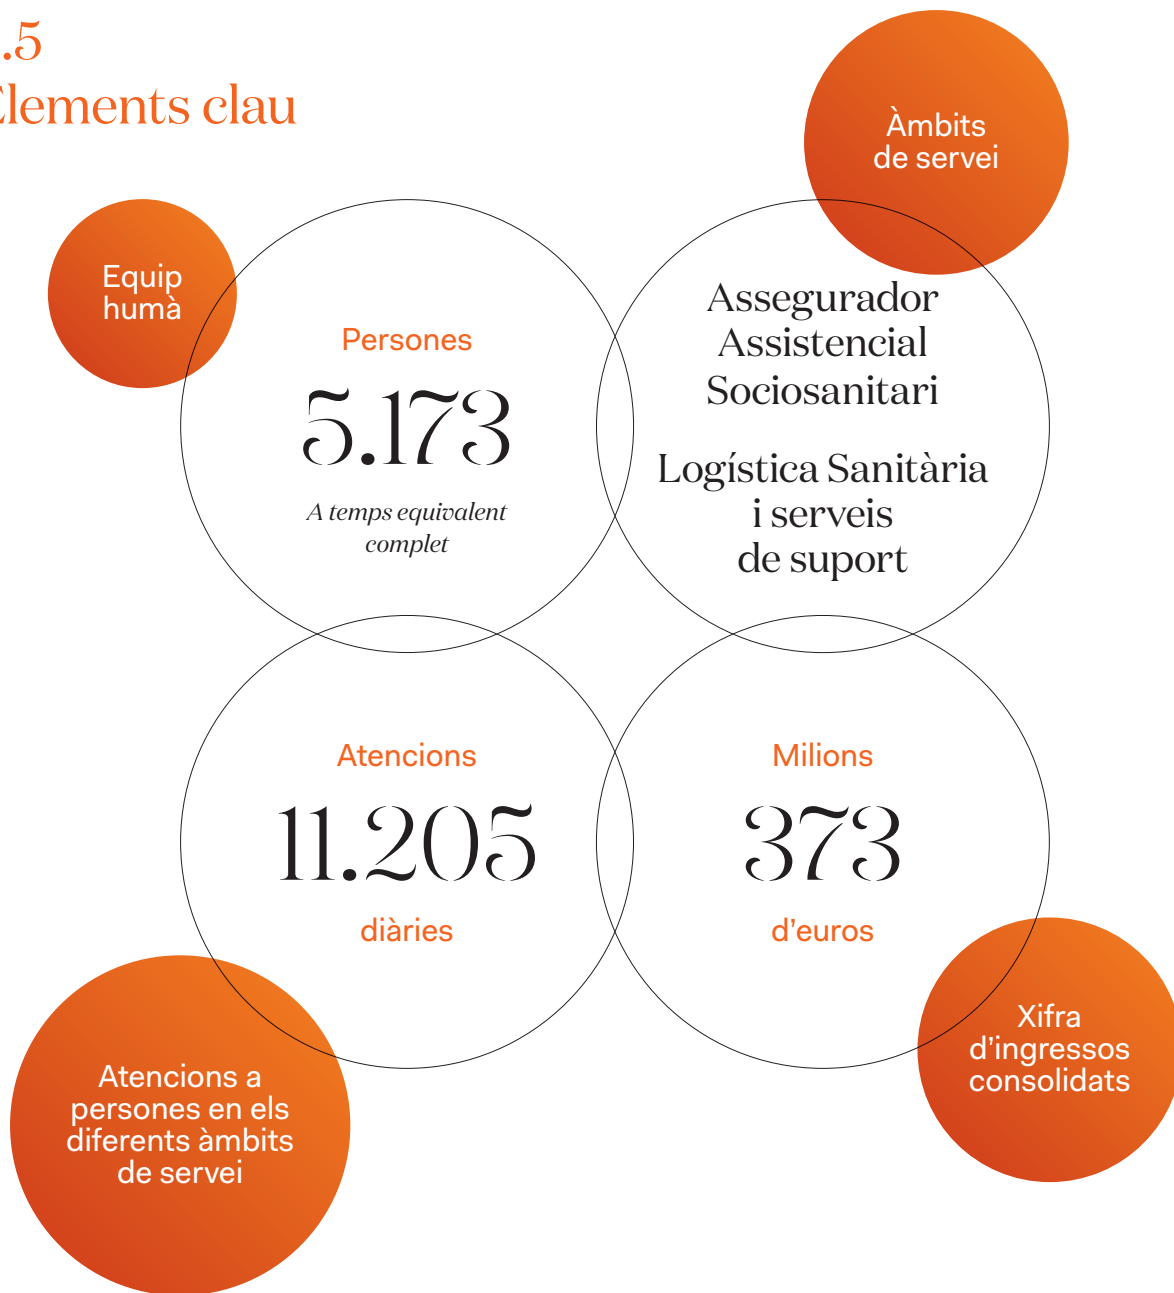 .5
Elements clau
Àmbits
de servei
Equip
humà
Persones
5.173
A temps equivalent
complet
Assegurador
Assistencial
Sociosanitari
Logística Sanitària
i serveis
de suport
Atencions
11.205
diàries
Milions
373
d'euros
Atencions a
persones en els
diferents àmbits
de servei
Xifra
d'ingressos
consolidats